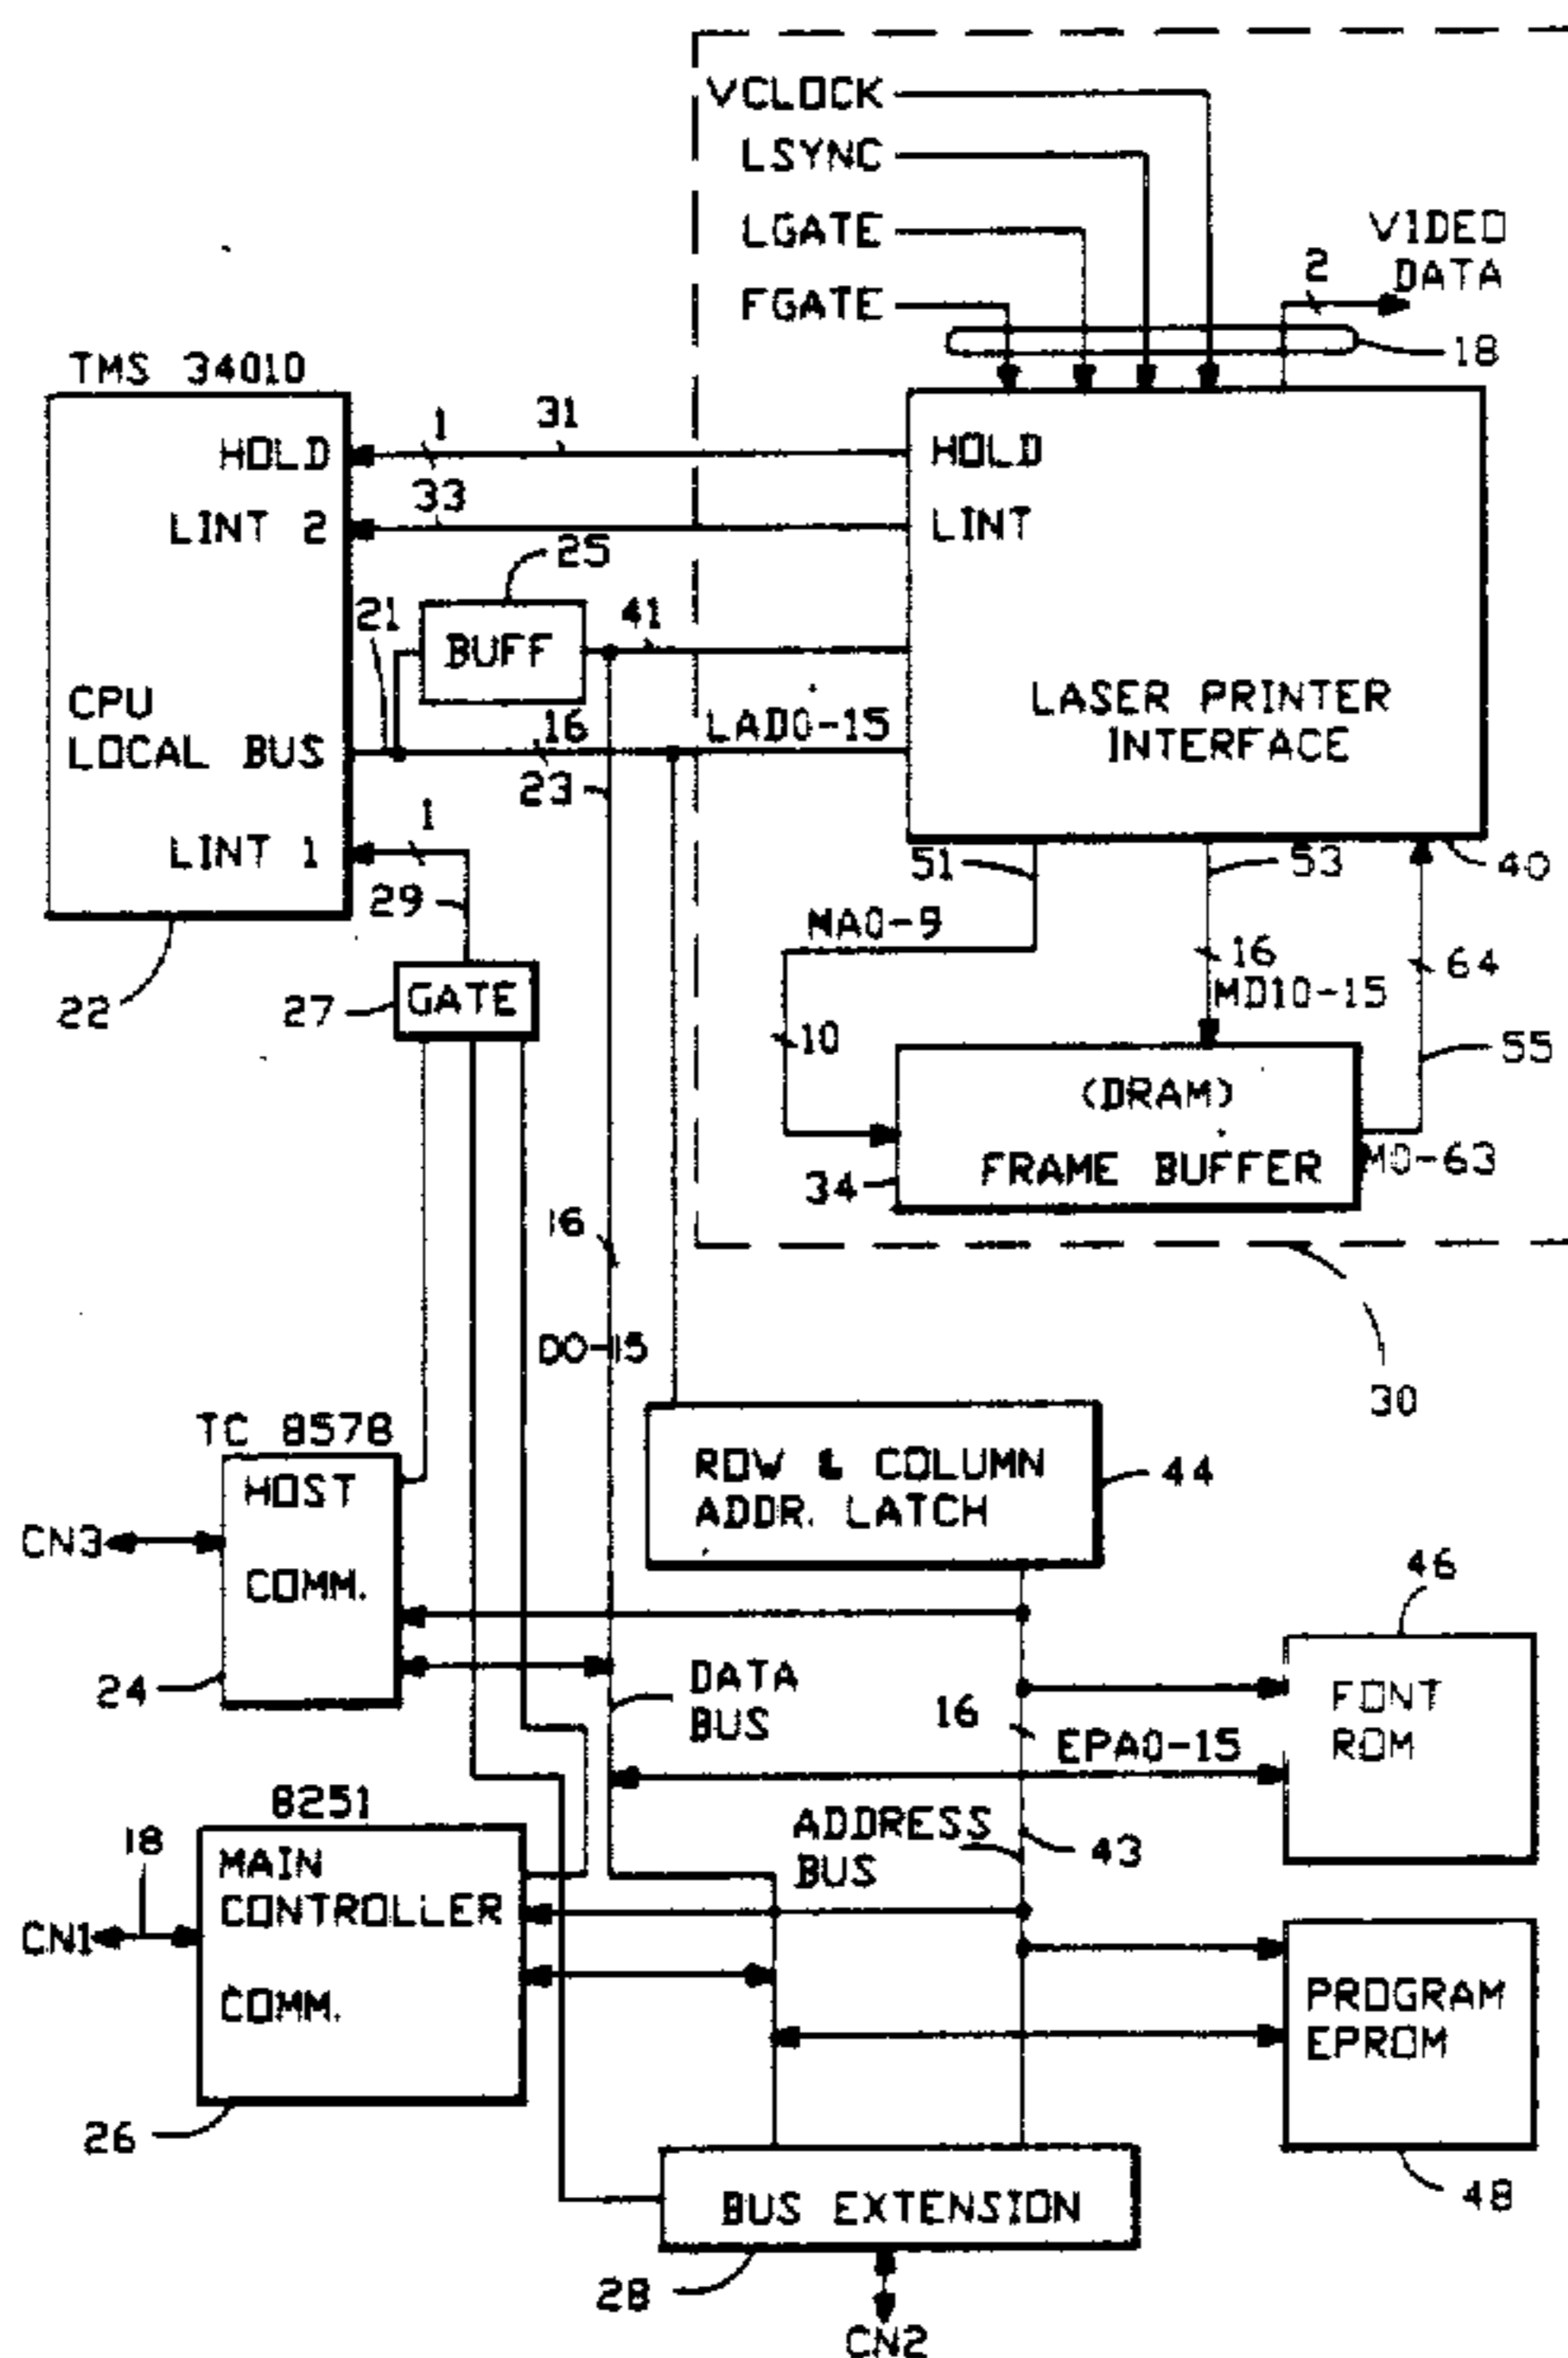 VCLOCK
LSYNC
LGATE
FGATE
VIDEO
DATA
2
18
TMS 34010
HOLD
LINT 2
CPU
LOCAL BUS
LINT 1
22
1
31
33
HOLD
LINT
25
BUFF
21
41
16
23
LAD0-15
LASER PRINTER
INTERFACE
40
1
29
27
GATE
51
53
MA0-9
16
MD10-15
64
10
55
(DRAM)
FRAME BUFFER
34
M0-63
30
16
D0-15
TC 8578
HOST
COMM.
CN3
24
ROW & COLUMN
ADDR. LATCH
44
46
FONT
ROM
DATA
BUS
16
EPA0-15
ADDRESS
BUS
43
8251
MAIN
CONTROLLER
COMM.
18
CN1
26
PROGRAM
EPROM
48
BUS EXTENSION
28
CN2